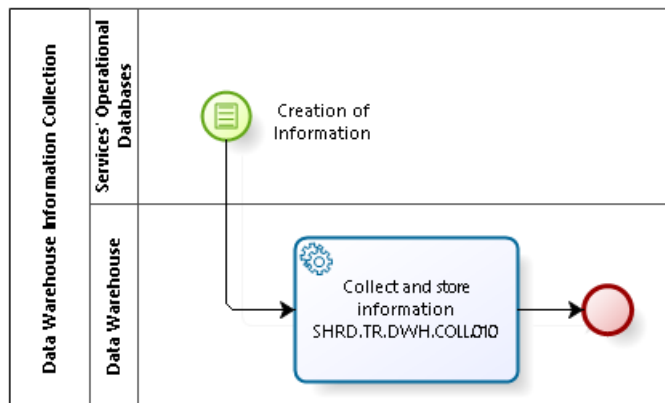 Data Warehouse Information Collection
Services' Operational
Databases
Creation of
Information
Data Warehouse
Collect and store
information
SHRD.TR.DWH.COLL.010